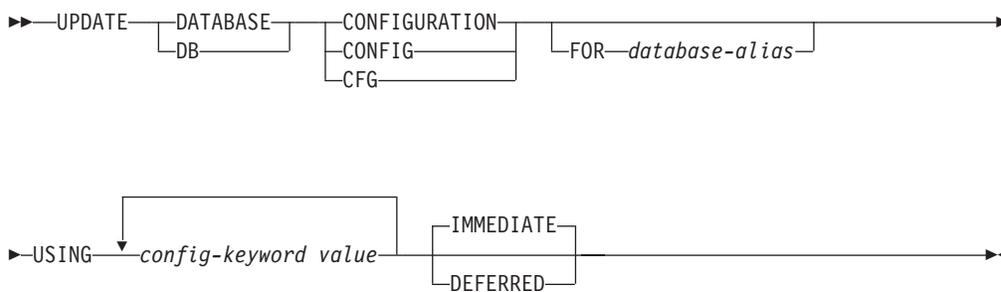 UPDATE DATABASE CONFIGURATION
DB CONFIG FOR database-alias
CFG
IMMEDIATE
USING config-keyword value
DEFERRED